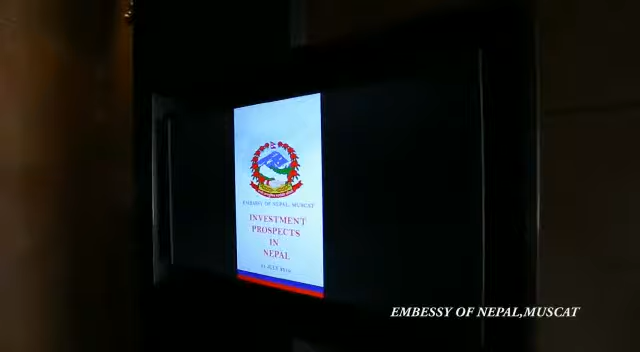 EMBASSY OF NEPAL, MUSCAT
INVESTMENT
PROSPECTS
IN
NEPAL
EMBESSY OF NEPAL,MUSCAT